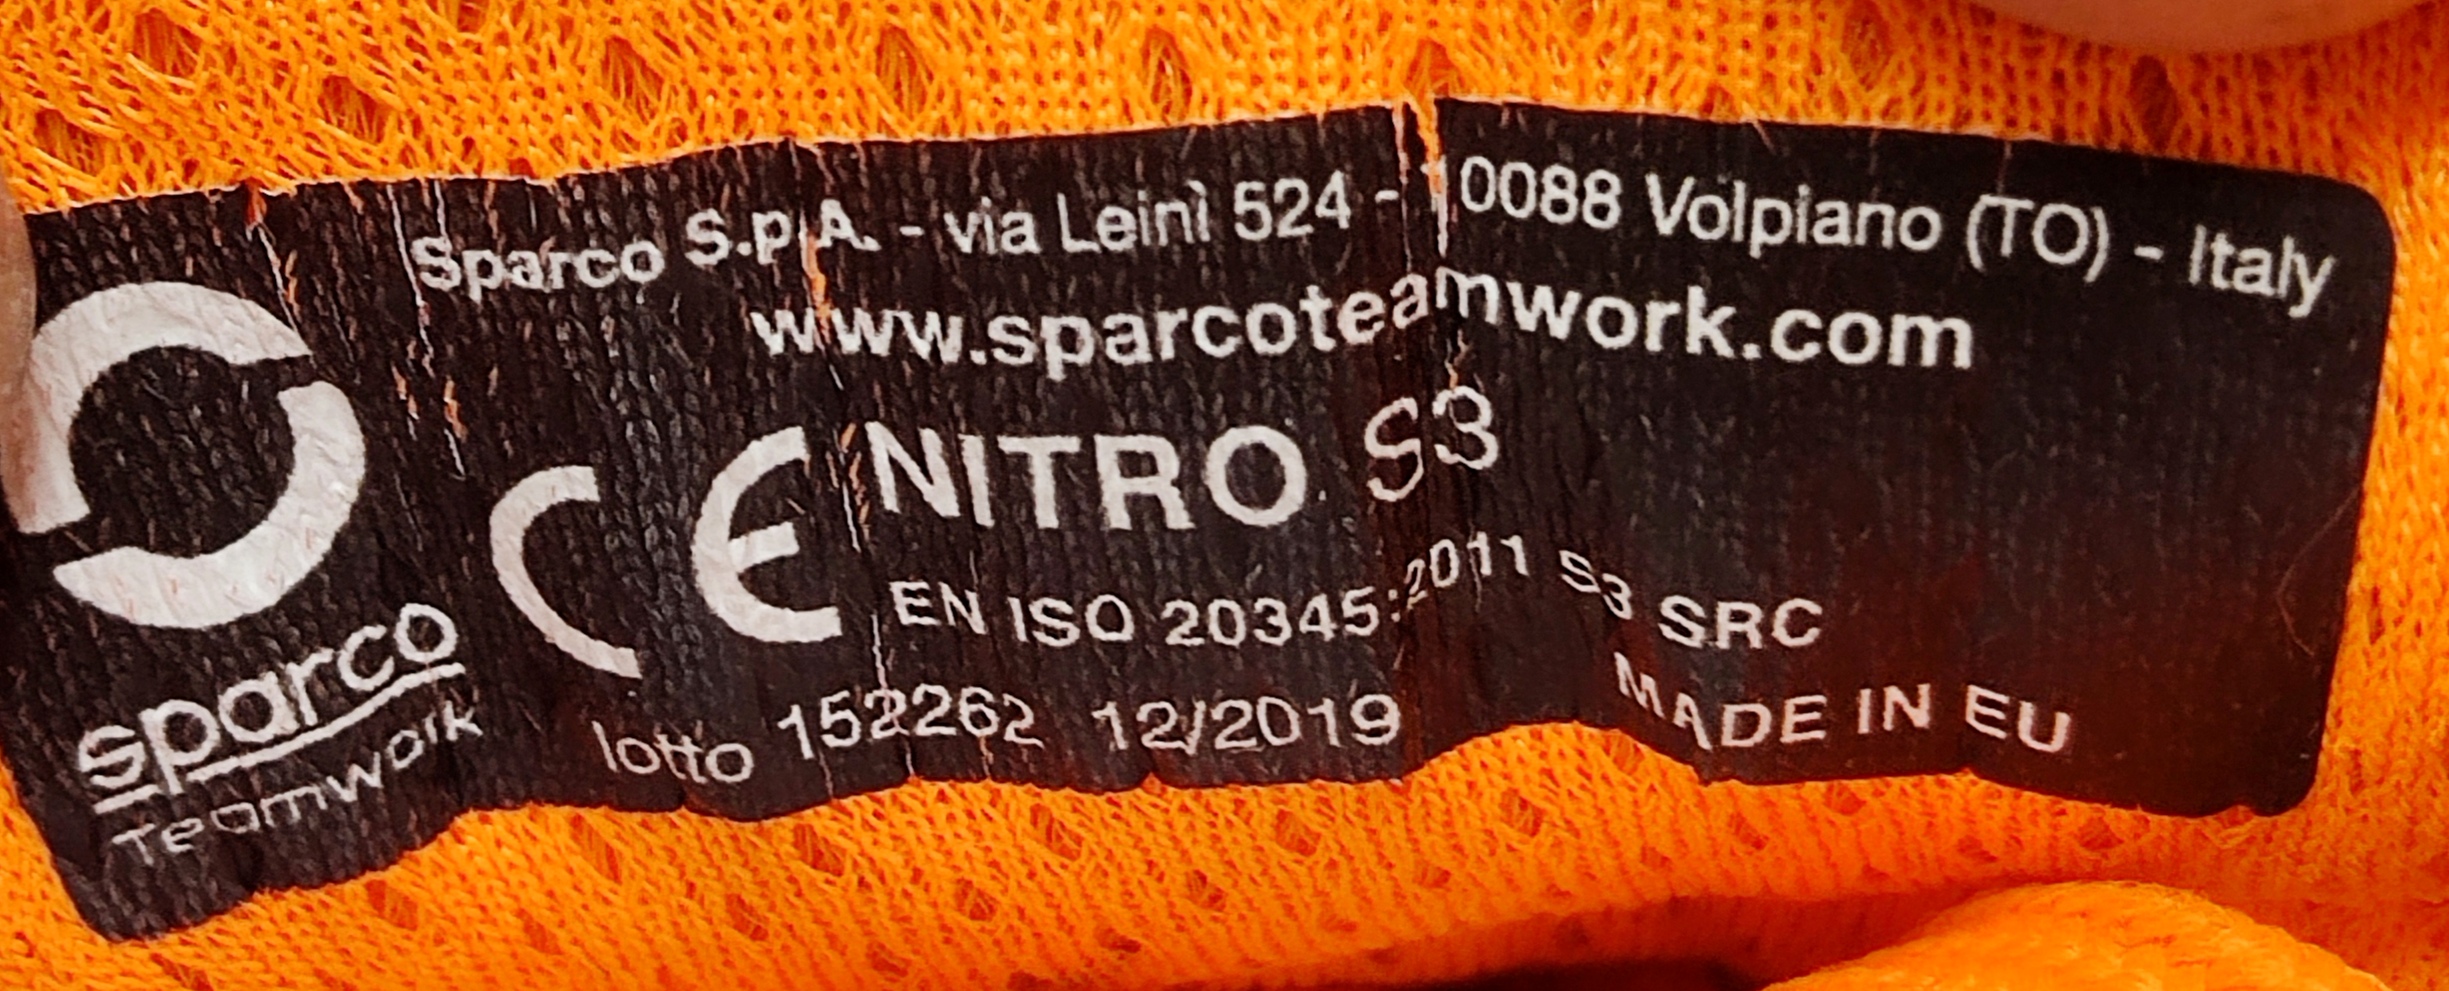 Sparco S.P.A. - via Leinì 524 - 10088 Volpiano (TO) - Italy
www.sparcoteamwork.com
CE NITRO S3
EN ISO 20345:2011 S3 SRC
sparco
Teamwork
lotto 152262 12/2019
MADE IN EU